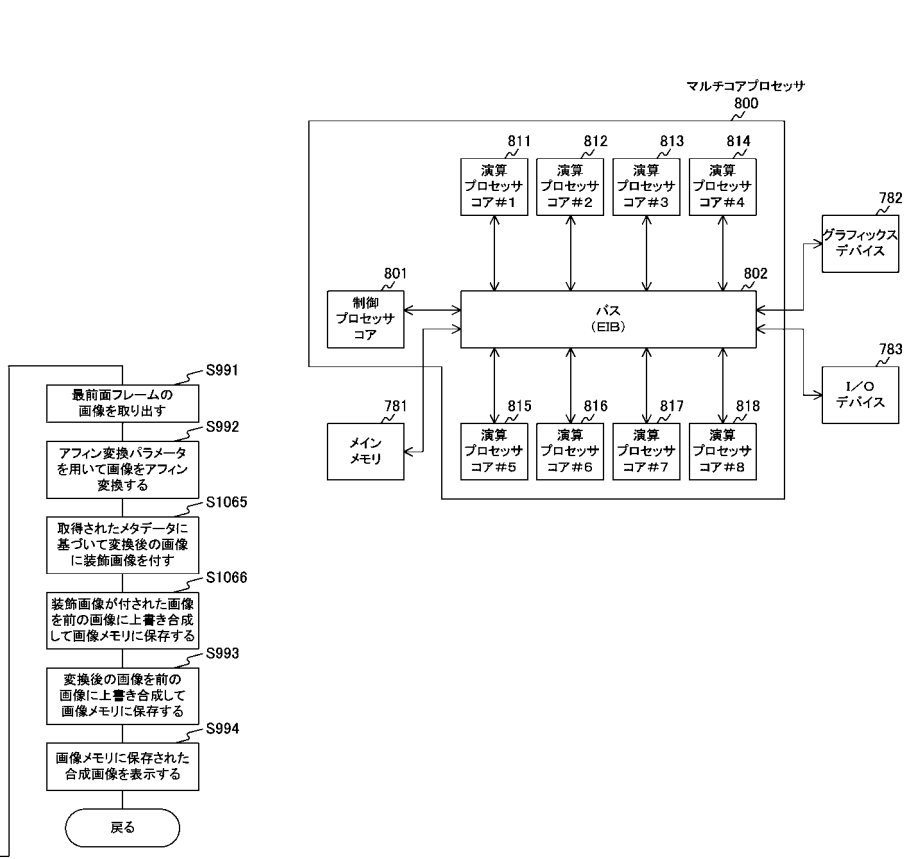 マルチコアプロセッサ
800
811
812
813
814
演算
プロセッサ
コア#1
演算
プロセッサ
コア#2
演算
プロセッサ
コア#3
演算
プロセッサ
コア#4
782
グラフィックス
デバイス
801
制御
プロセッサ
コア
802
バス
(EIB)
783
I/O
デバイス
781
メイン
メモリ
815
816
817
818
演算
プロセッサ
コア#5
演算
プロセッサ
コア#6
演算
プロセッサ
コア#7
演算
プロセッサ
コア#8
S991
最前面フレームの
画像を取り出す
S992
アフィン変換パラメータ
を用いて画像をアフィン
変換する
S1065
取得されたメタデータに
基づいて変換後の画像
に装飾画像を付す
S1066
装飾画像が付された画像
を前の画像に上書き合成
して画像メモリに保存する
S993
変換後の画像を前の
画像に上書き合成して
画像メモリに保存する
S994
画像メモリに保存された
合成画像を表示する
戻る